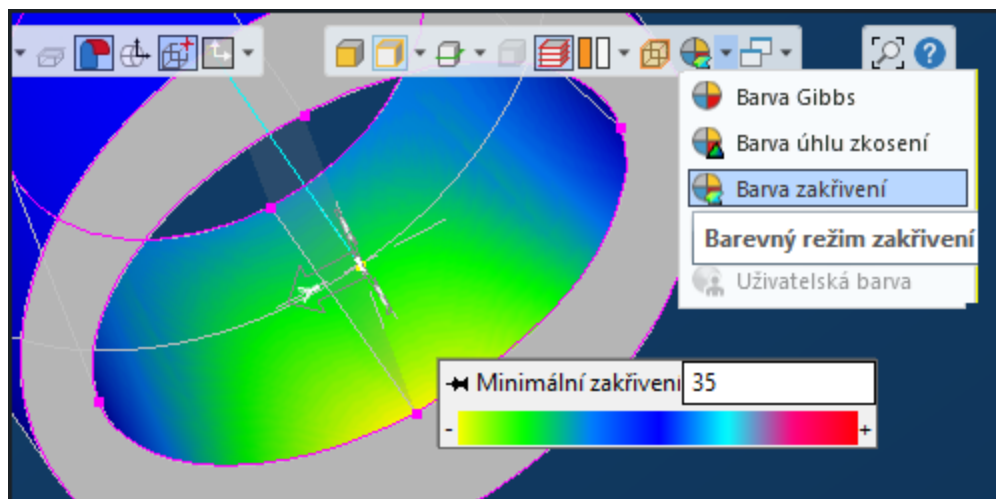 Barva Gibbs
Barva úhlu zkosení
Barva zakřivení
Barevný režim zakřivení
Uživatelská barva
Minimální zakřivení 35
- +